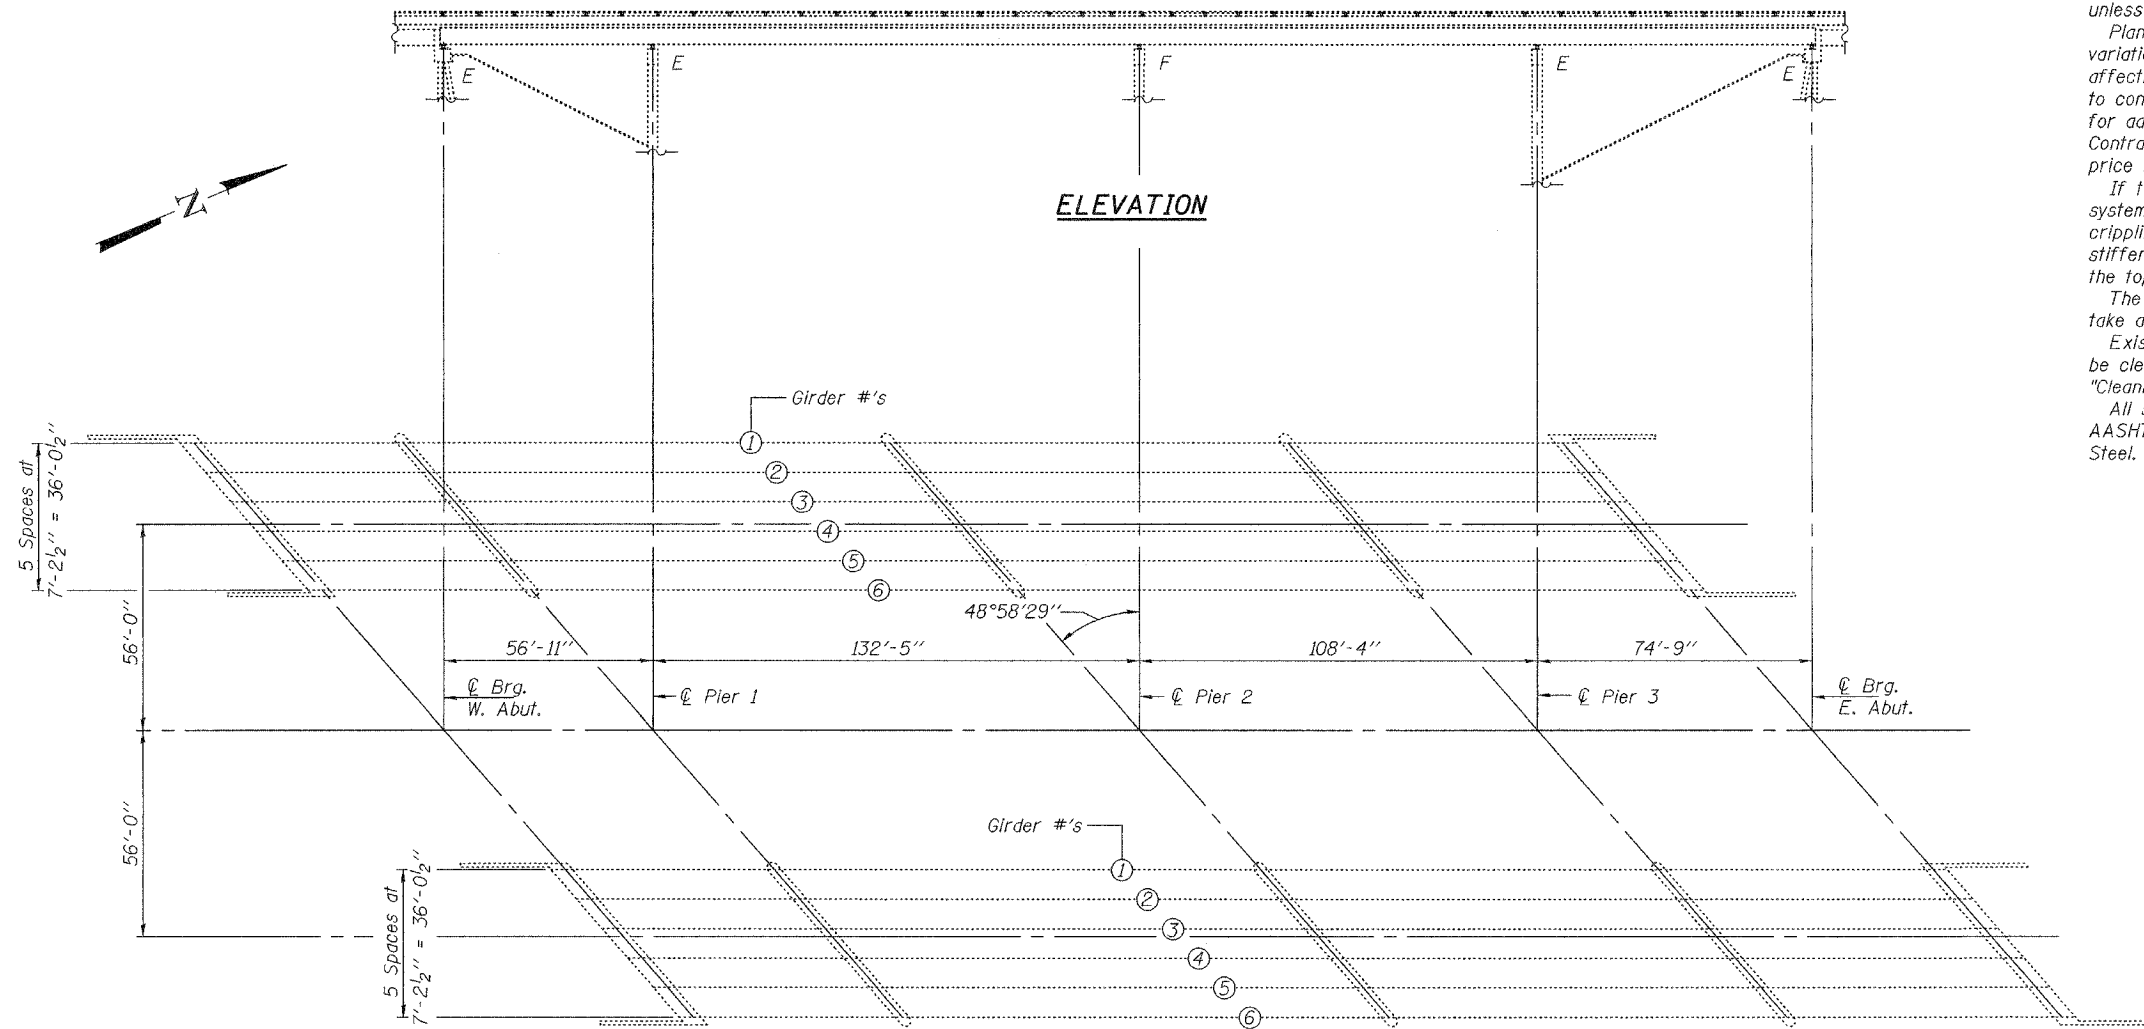 E
E
F
E
E
N
ELEVATION
Girder #'s
1
2
3
4
5
6
5 Spaces at
7'-2½" = 36'-0½"
56'-0"
56'-0"
48°58'29"
56'-11"
132'-5"
108'-4"
74'-9"
℄ Brg.
W. Abut.
℄ Pier 1
℄ Pier 2
℄ Pier 3
℄ Brg.
E. Abut.
Girder #'s
1
2
3
4
5
6
5 Spaces at
7'-2½" = 36'-0½"
unless
Plan
variatio
affect
to con
for ad
Contra
price
If t
system
cripplin
stiffen
the top
The
take a
Exis
be cle
"Clean
All
AASHT
Steel.